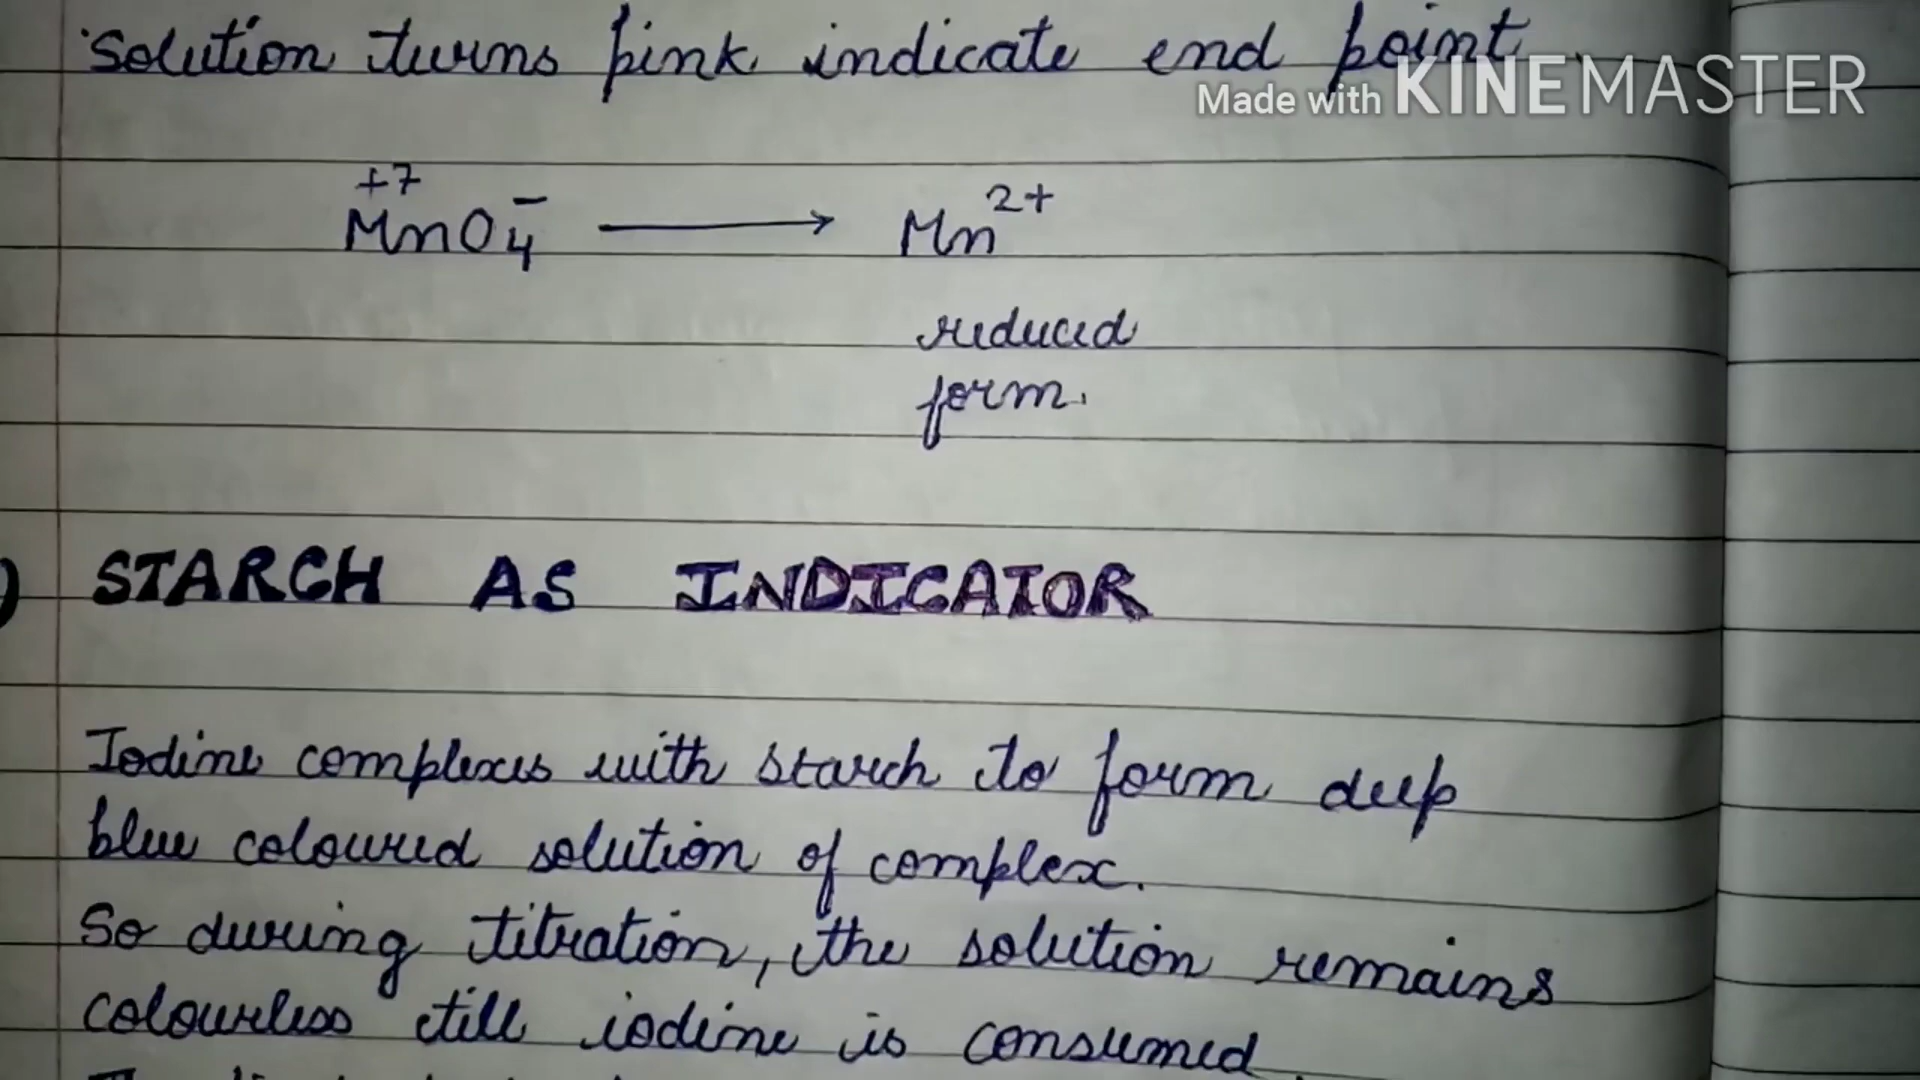 Solution turns pink indicate end point.
Made with KINEMASTER
+7
MnO4⁻ ⟶ Mn²⁺
reduced
form.
) STARCH AS INDICATOR
Iodine complexes with starch to form deep
blue coloured solution of complex.
So during titration, the solution remains
colourless till iodine is consumed.